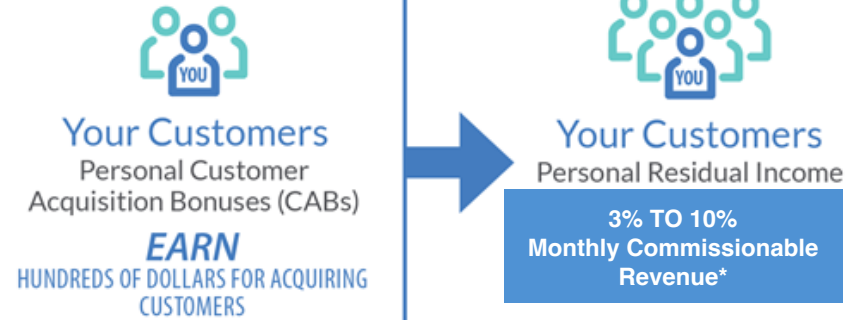 YOU
Your Customers
Personal Customer
Acquisition Bonuses (CABs)
EARN
HUNDREDS OF DOLLARS FOR ACQUIRING
CUSTOMERS
YOU
Your Customers
Personal Residual Income
3% TO 10%
Monthly Commissionable
Revenue*